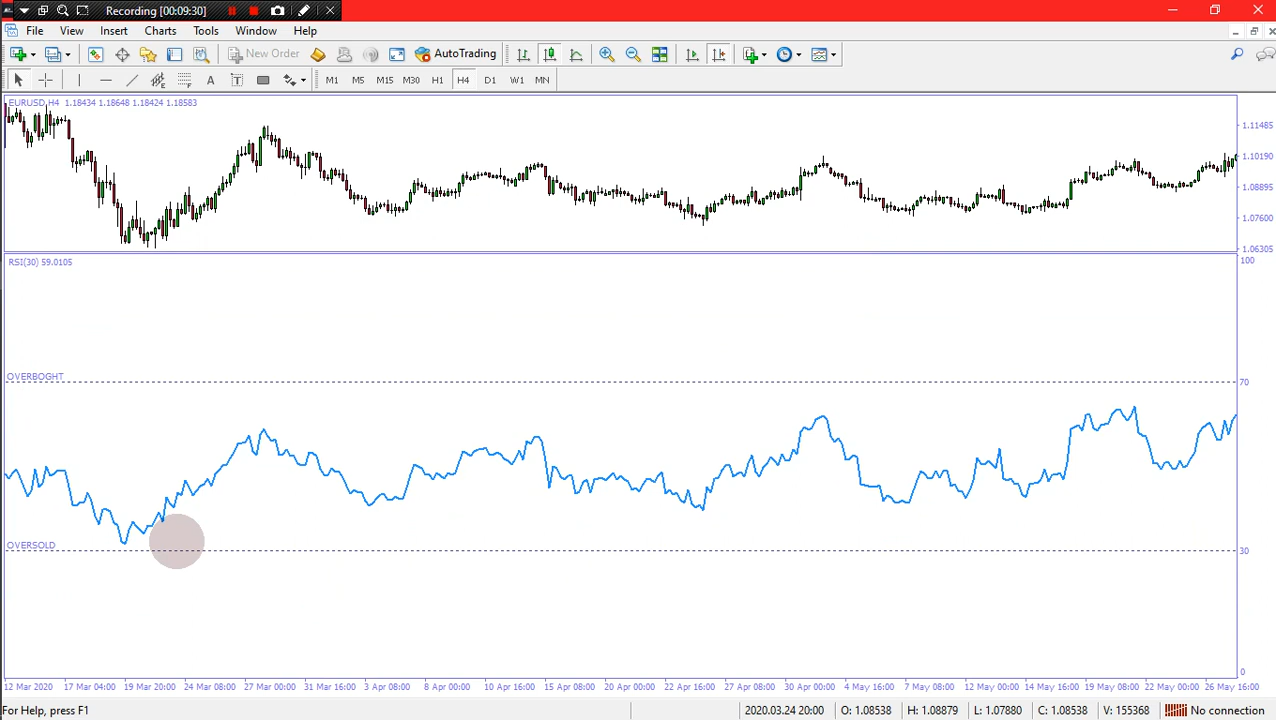 Recording [00:09:30]
File View Insert Charts Tools Window Help
New Order AutoTrading
A T M1 M5 M15 M30 H1 H4 D1 W1 MN
EURUSD,H4 1.18434 1.18648 1.18424 1.18583
1.11485
1.10190
1.08895
1.07600
1.06305
RSI(30) 59.0105
100
OVERBOGHT
70
OVERSOLD
30
0
12 Mar 2020 17 Mar 04:00 19 Mar 20:00 24 Mar 08:00 27 Mar 00:00 31 Mar 16:00 3 Apr 08:00 8 Apr 00:00 10 Apr 16:00 15 Apr 08:00 20 Apr 00:00 22 Apr 16:00 27 Apr 08:00 30 Apr 00:00 4 May 16:00 7 May 08:00 12 May 00:00 14 May 16:00 19 May 08:00 22 May 00:00 26 May 16:00
For Help, press F1 2020.03.24 20:00 O: 1.08538 H: 1.08879 L: 1.07880 C: 1.08538 V: 155368 No connection